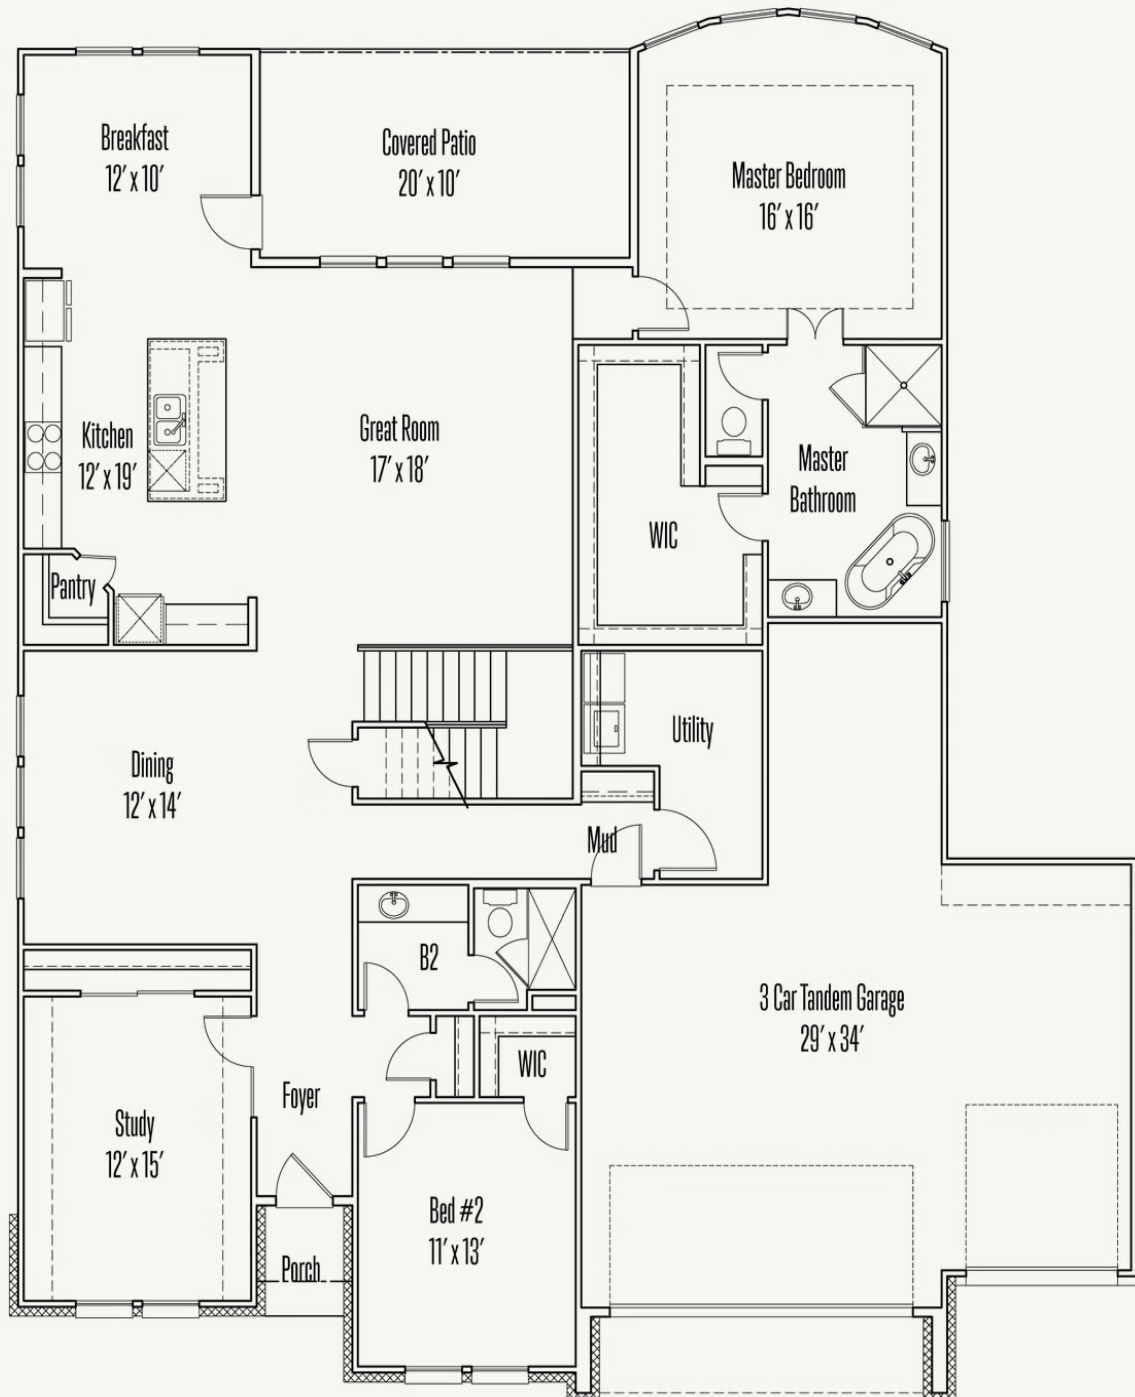 Breakfast
12' x 10'
Covered Patio
20' x 10'
Master Bedroom
16' x 16'
Kitchen
12' x 19'
Great Room
17' x 18'
Master
Bathroom
WIC
Pantry
Dining
12' x 14'
Utility
Mud
B2
3 Car Tandem Garage
29' x 34'
WIC
Foyer
Study
12' x 15'
Bed #2
11' x 13'
Porch